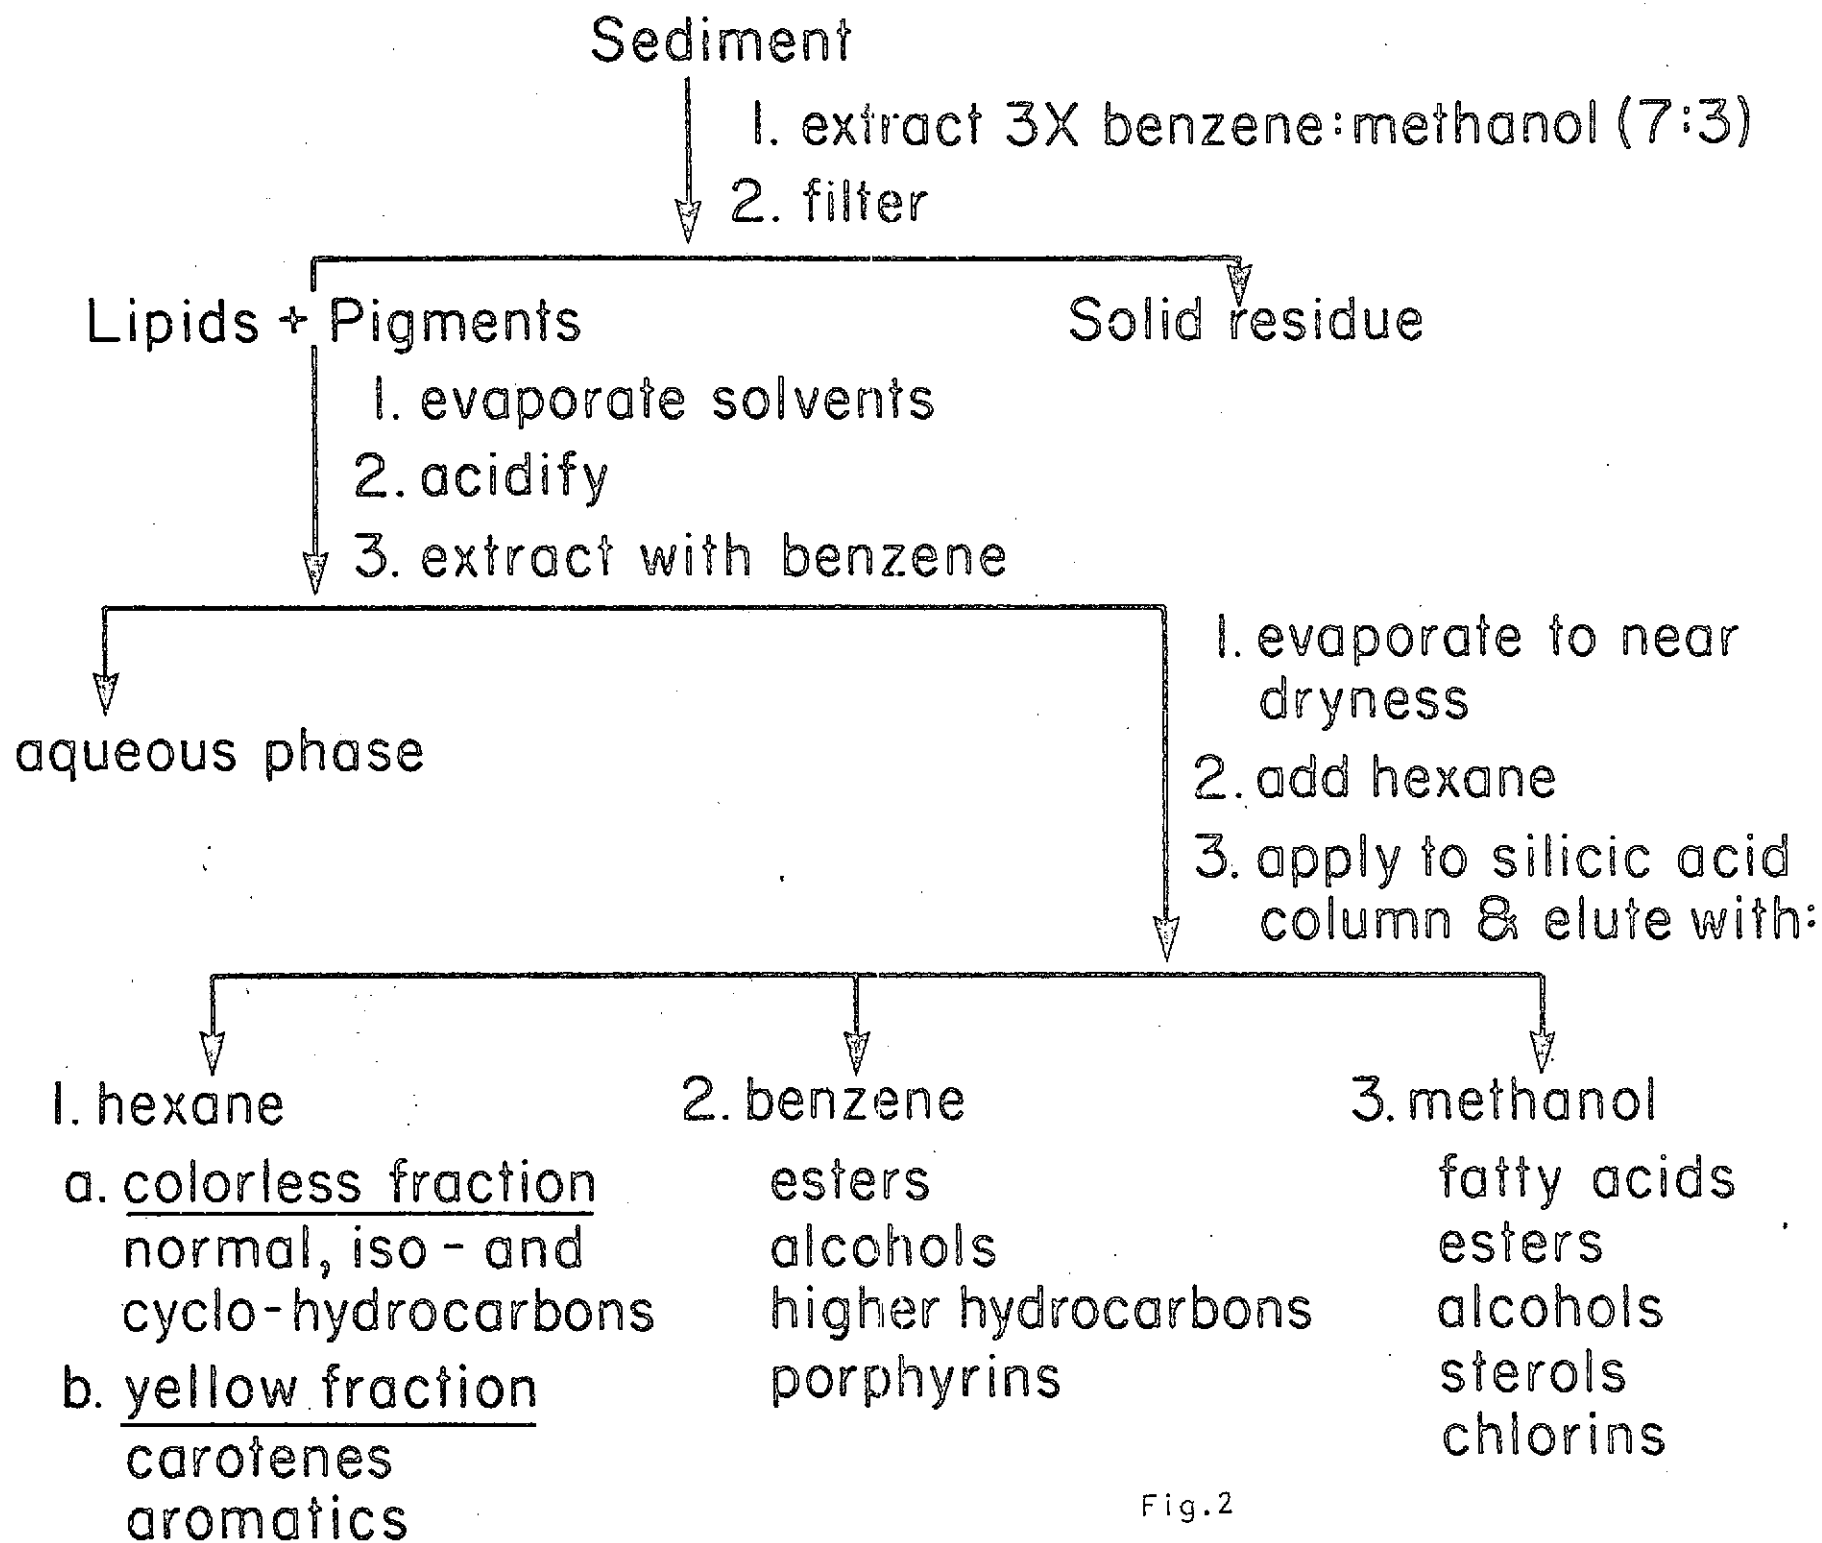 Sediment
1. extract 3X benzene:methanol (7:3)
2. filter
Lipids + Pigments
Solid residue
1. evaporate solvents
2. acidify
3. extract with benzene
aqueous phase
1. evaporate to near
dryness
2. add hexane
3. apply to silicic acid
column & elute with:
1. hexane
a. colorless fraction
normal, iso- and
cyclo-hydrocarbons
b. yellow fraction
carotenes
aromatics
2. benzene
esters
alcohols
higher hydrocarbons
porphyrins
3. methanol
fatty acids
esters
alcohols
sterols
chlorins
Fig.2